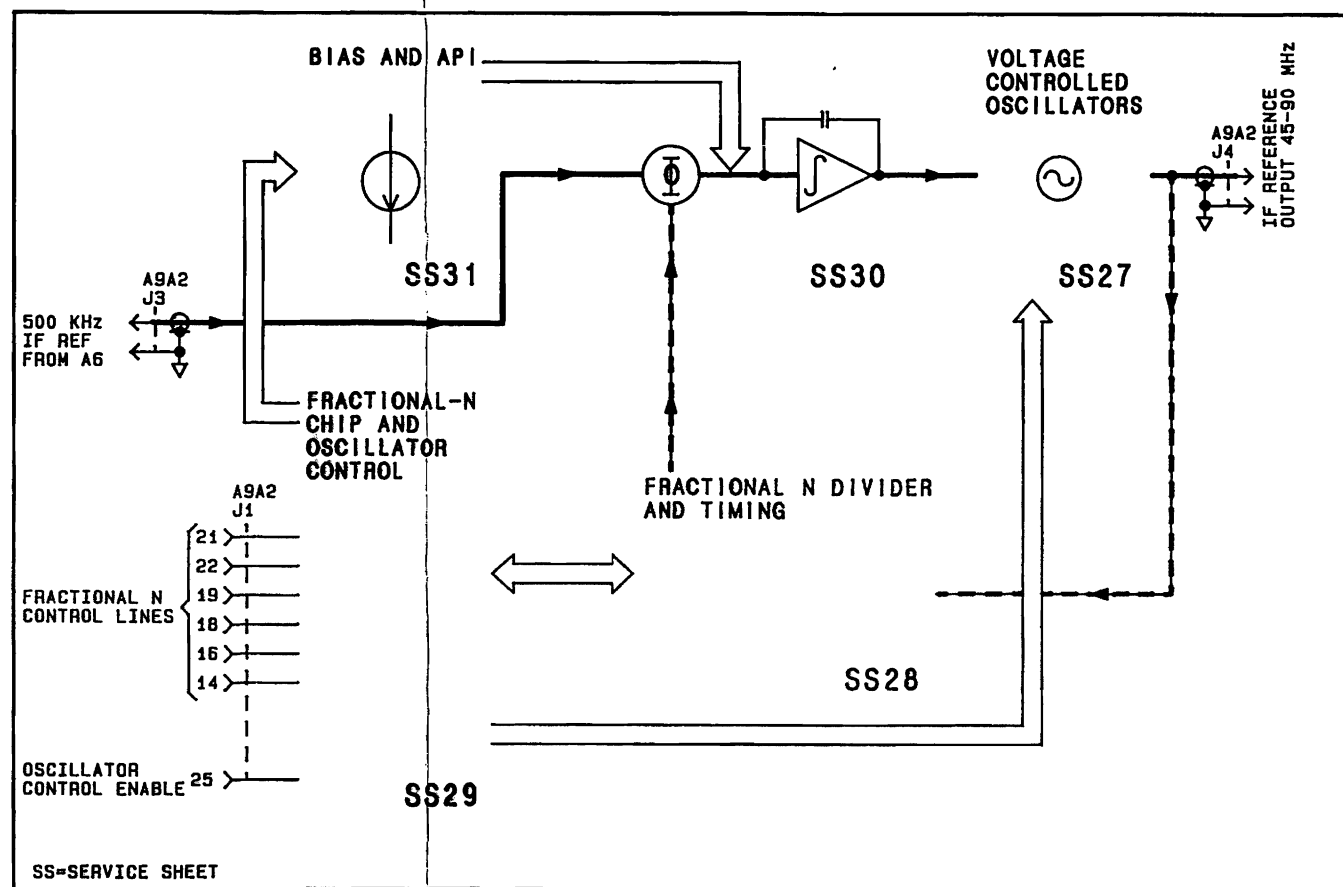 BIAS AND API
VOLTAGE
CONTROLLED
OSCILLATORS
A9A2
J4
IF REFERENCE
OUTPUT 45-90 MHz
Φ
∫
SS31
SS30
SS27
A9A2
J3
500 KHz
IF REF
FROM A6
FRACTIONAL-N
CHIP AND
OSCILLATOR
CONTROL
FRACTIONAL N DIVIDER
AND TIMING
A9A2
J1
FRACTIONAL N
CONTROL LINES
21
22
19
18
16
14
SS28
OSCILLATOR
CONTROL ENABLE 25
SS29
SS=SERVICE SHEET